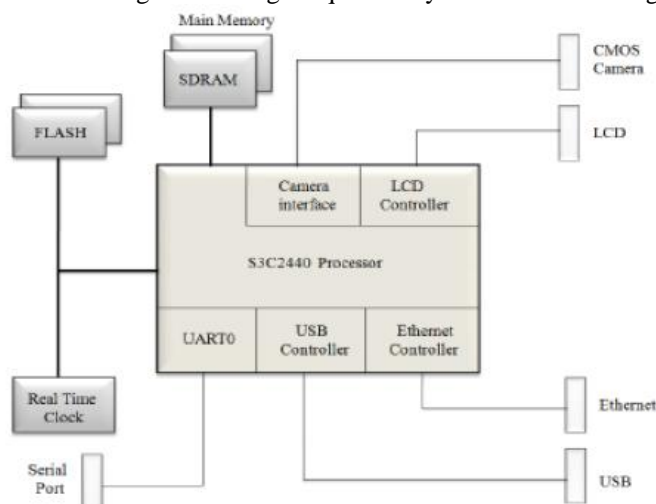 Main Memory
SDRAM
FLASH
CMOS
Camera
LCD
Camera
interface
LCD
Controller
S3C2440 Processor
UART0
USB
Controller
Ethernet
Controller
Real Time
Clock
Serial
Port
Ethernet
USB